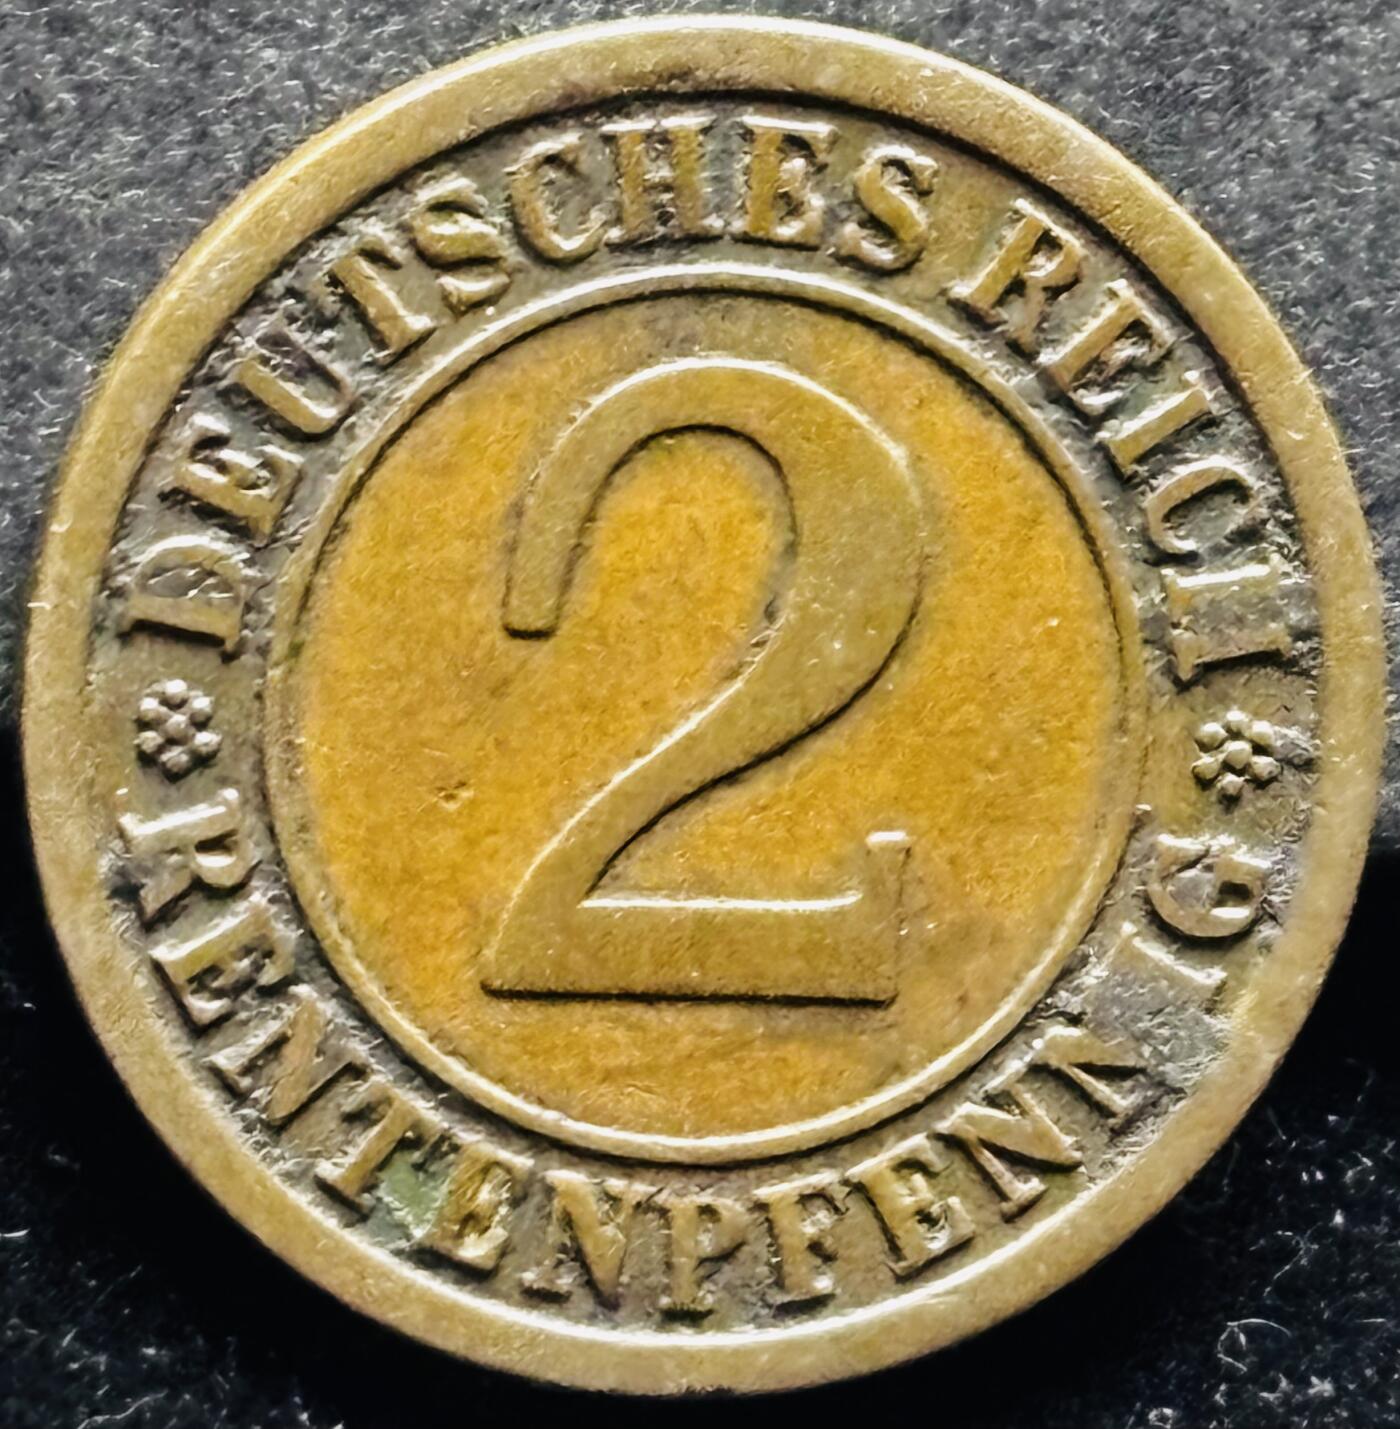 DEUTSCHES REICH
2
RENTENPFENNIG